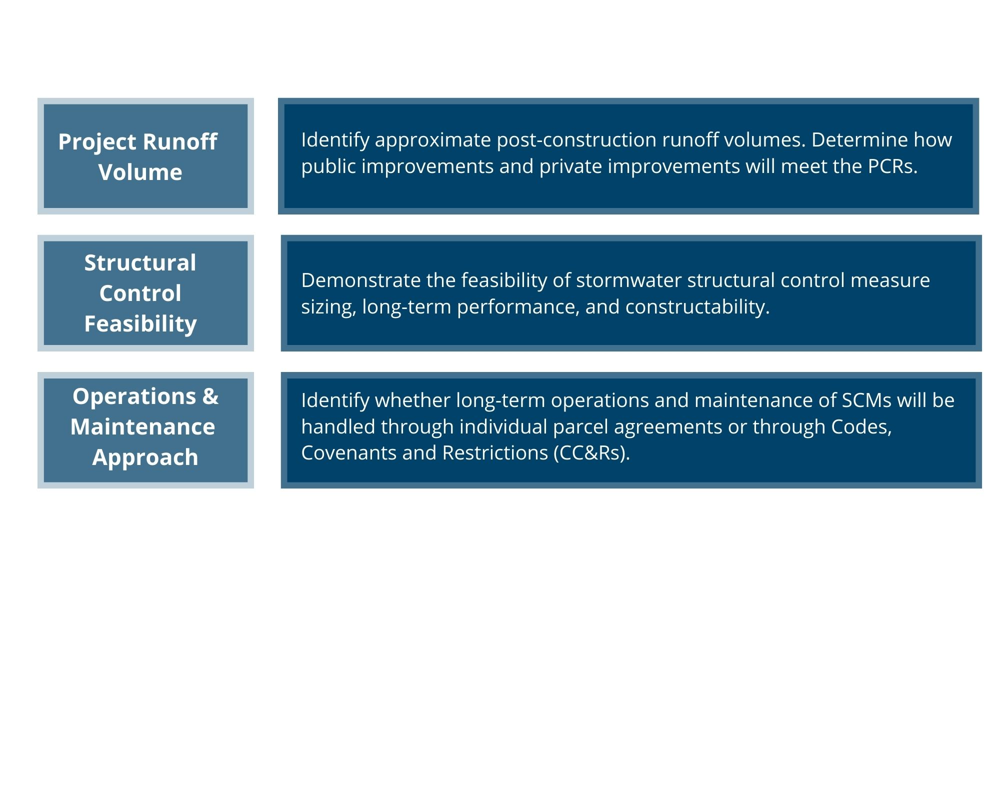 Project Runoff
Volume
Identify approximate post-construction runoff volumes. Determine how
public improvements and private improvements will meet the PCRs.
Structural
Control
Feasibility
Demonstrate the feasibility of stormwater structural control measure
sizing, long-term performance, and constructability.
Operations &
Maintenance
Approach
Identify whether long-term operations and maintenance of SCMs will be
handled through individual parcel agreements or through Codes,
Covenants and Restrictions (CC&Rs).